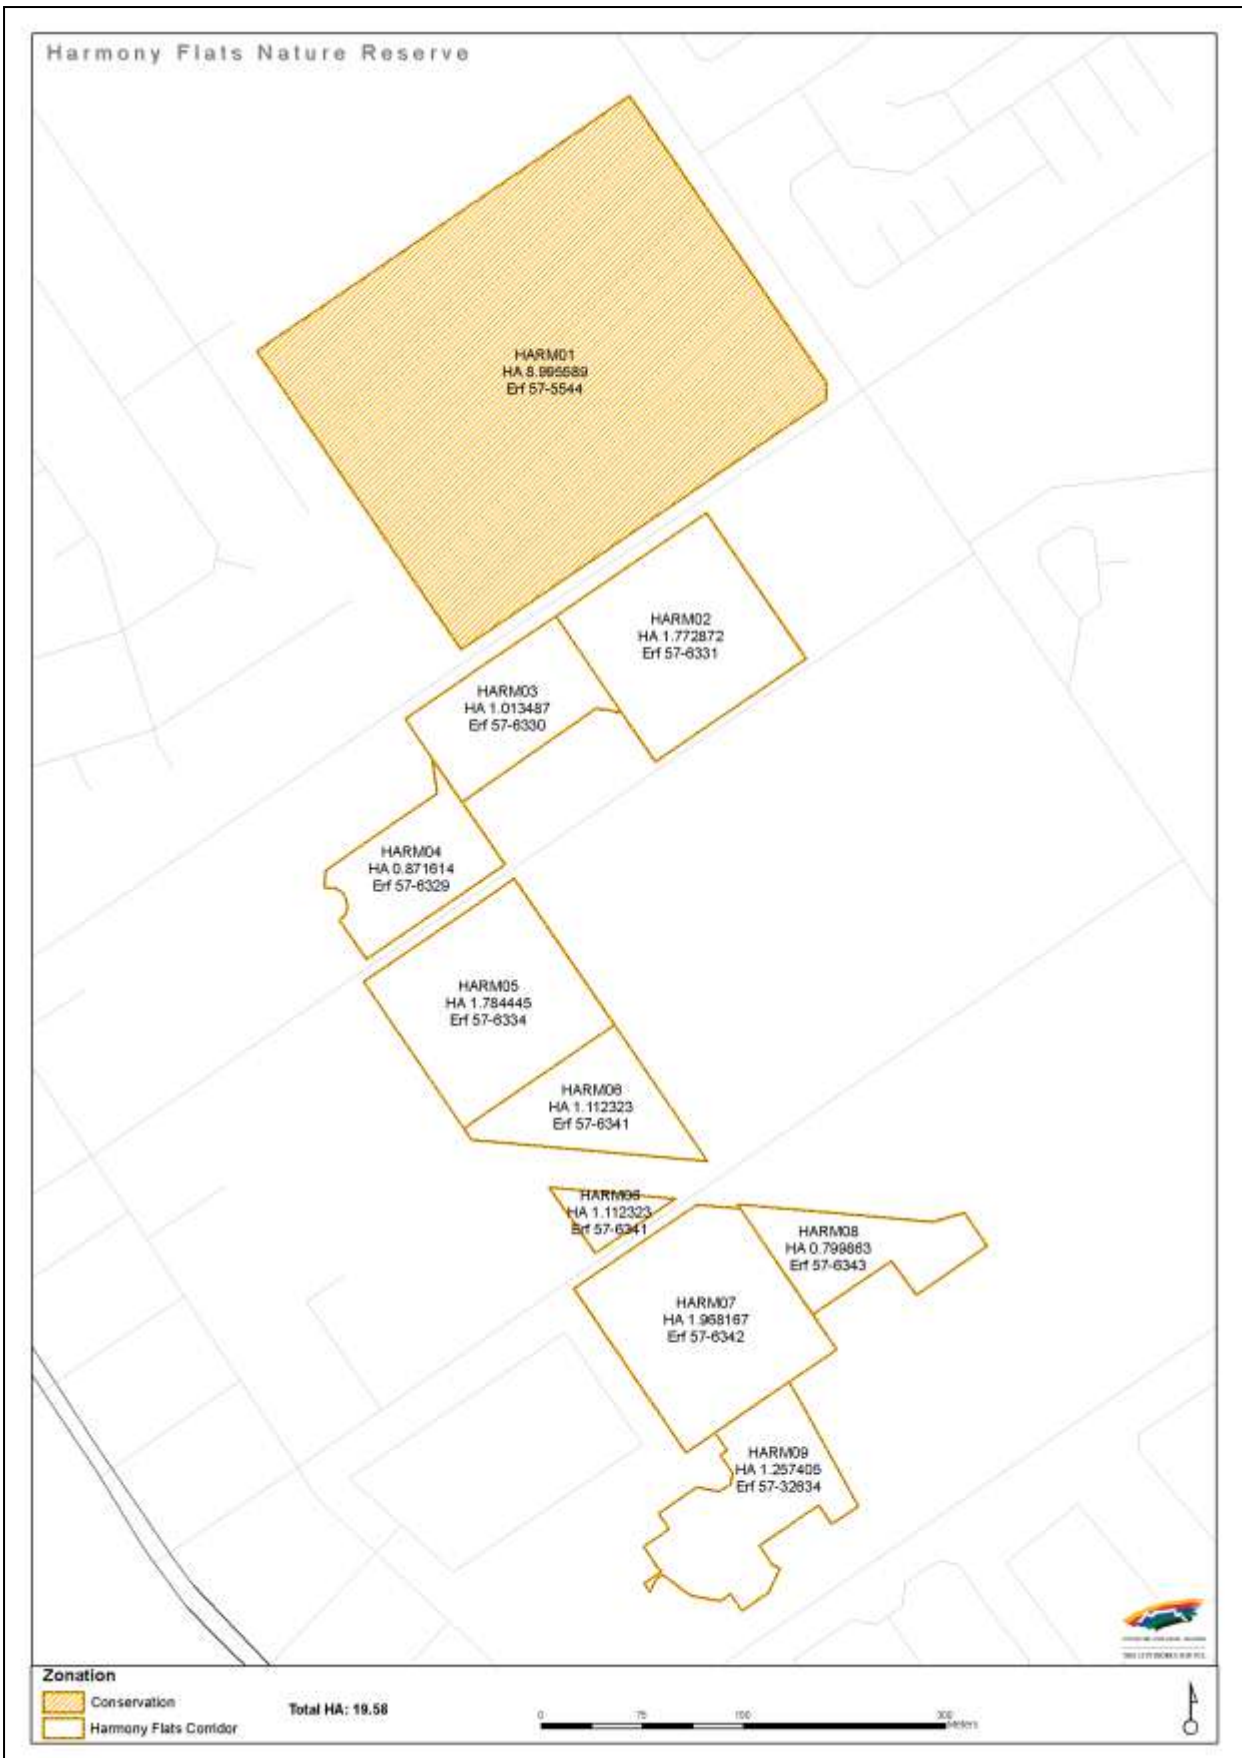 Harmony Flats Nature Reserve
HARM01
HA 8.995589
Erf 57-5544
HARM02
HA 1.772872
Erf 57-6331
HARM03
HA 1.013487
Erf 57-6330
HARM04
HA 0.871614
Erf 57-6329
HARM05
HA 1.784445
Erf 57-6334
HARM06
HA 1.112323
Erf 57-6341
HARM06
HA 1.112323
Erf 57-6341
HARM08
HA 0.799863
Erf 57-6343
HARM07
HA 1.968167
Erf 57-6342
HARM09
HA 1.257405
Erf 57-32634
Zonation
Conservation
Harmony Flats Corridor
Total HA: 19.58
0 75 150 300
Meters